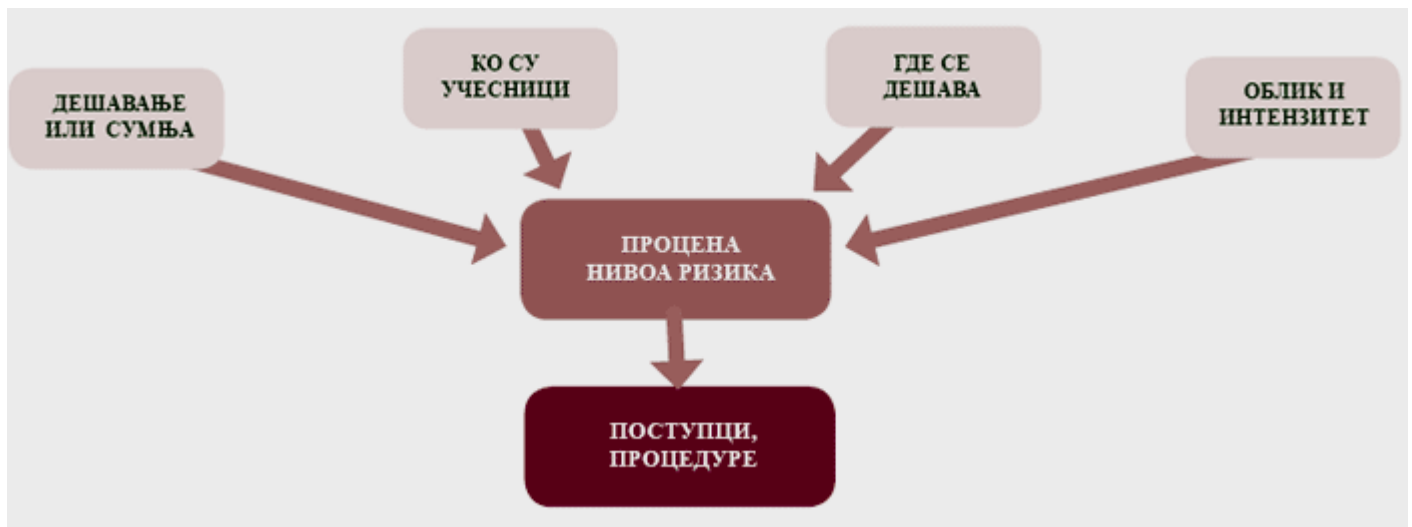 ДЕШАВАЊЕ
ИЛИ СУМЊА
КО СУ
УЧЕСНИЦИ
ГДЕ СЕ
ДЕШАВА
ОБЛИК И
ИНТЕНЗИТЕТ
ПРОЦЕНА
НИВОА РИЗИКА
ПОСТУПЦИ,
ПРОЦЕДУРЕ